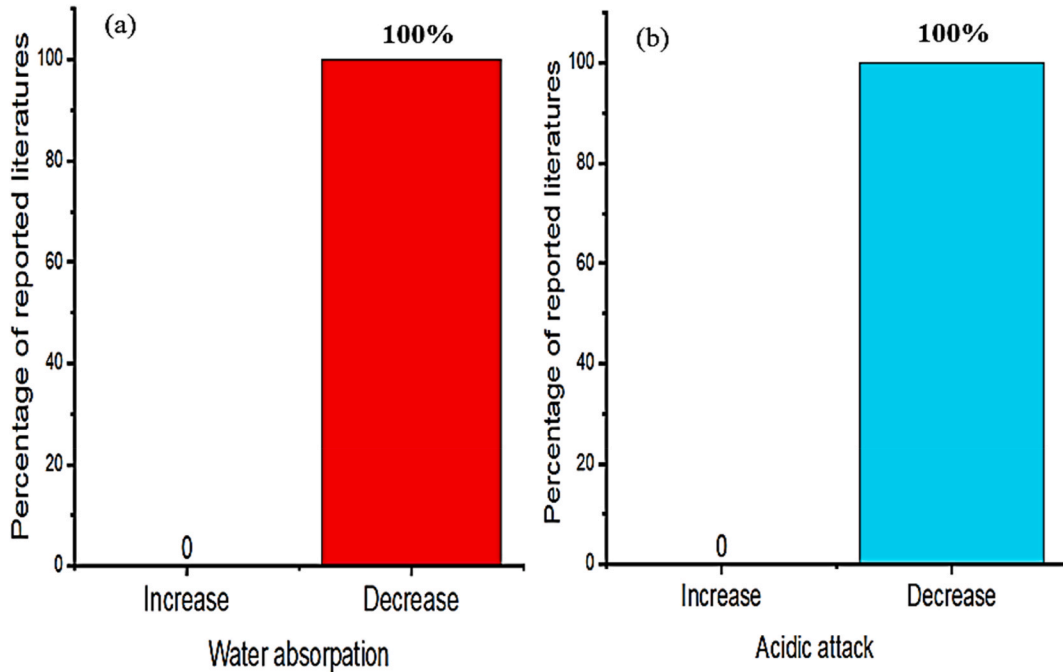 (a)
100%
Percentage of reported literatures
100
80
60
40
20
0
0
Increase
Decrease
Water absorpation
(b)
100%
Percentage of reported literatures
100
80
60
40
20
0
0
Increase
Decrease
Acidic attack